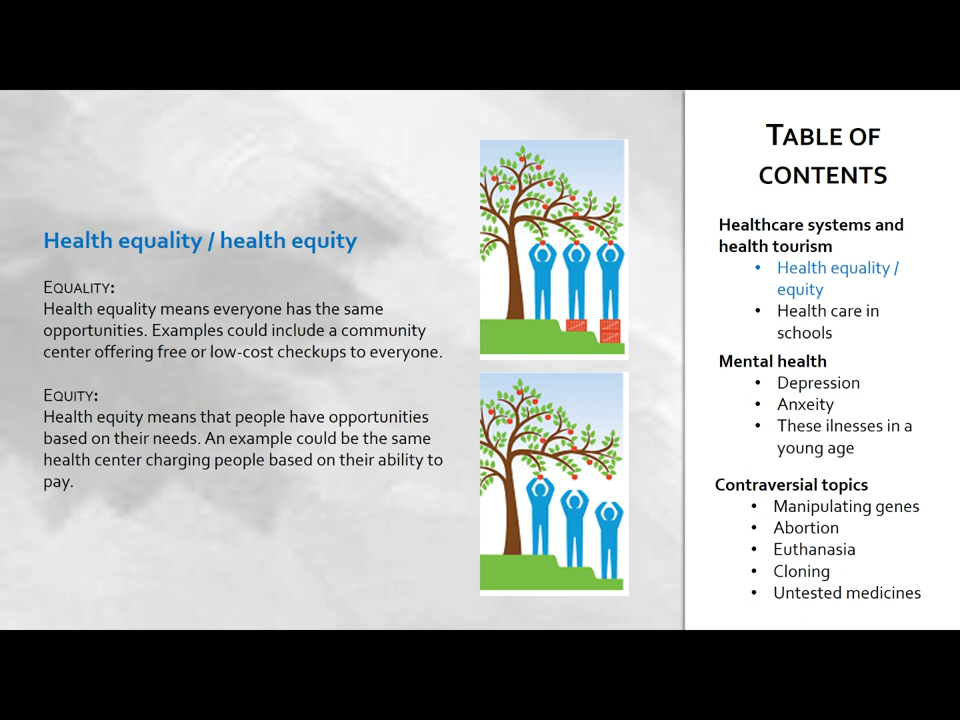 Health equality / health equity
EQUALITY:
Health equality means everyone has the same
opportunities. Examples could include a community
center offering free or low-cost checkups to everyone.
EQUITY:
Health equity means that people have opportunities
based on their needs. An example could be the same
health center charging people based on their ability to
pay.
TABLE OF
CONTENTS
Healthcare systems and
health tourism
• Health equality /
equity
• Health care in
schools
Mental health
• Depression
• Anxeity
• These ilnesses in a
young age
Contraversial topics
• Manipulating genes
• Abortion
• Euthanasia
• Cloning
• Untested medicines